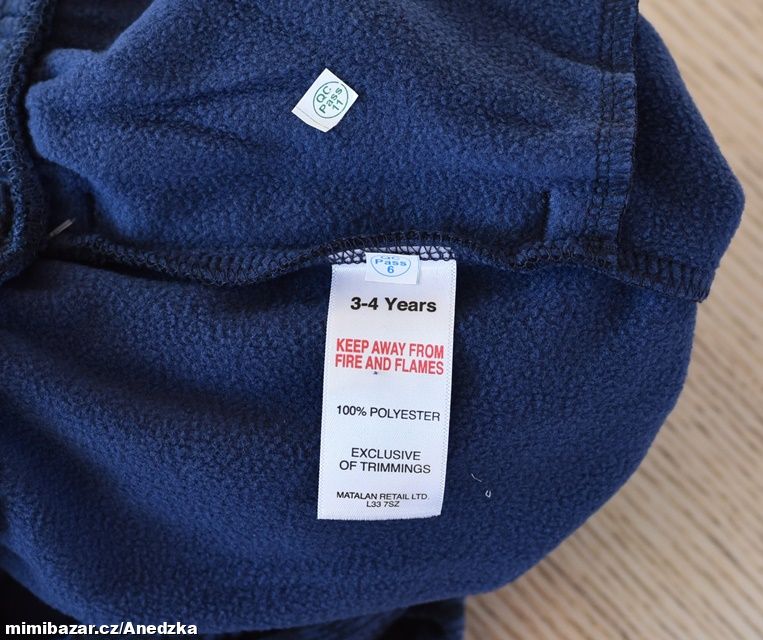 QC
Pass
11
QC
Pass
6
3-4 Years
KEEP AWAY FROM
FIRE AND FLAMES
100% POLYESTER
EXCLUSIVE
OF TRIMMINGS
MATALAN RETAIL LTD.
L33 7SZ
mimibazar.cz/Anedzka